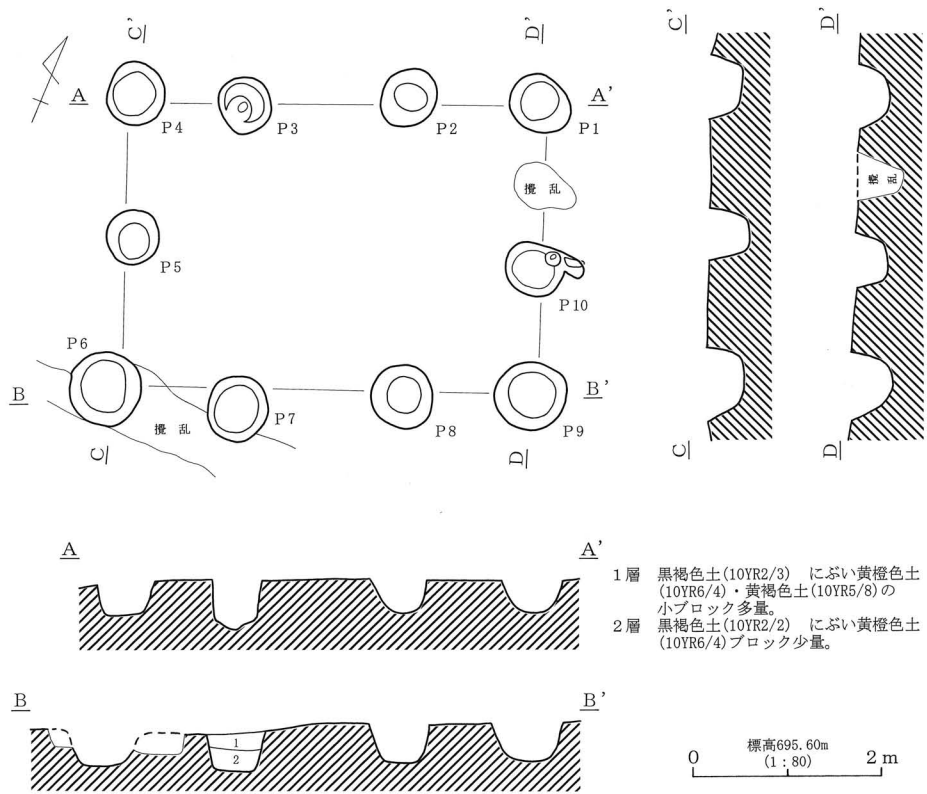 C'
D'
C'
D'
A
A'
P4
P3
P2
P1
攪乱
攪乱
P5
P10
P6
B
B'
攪乱
P7
P8
P9
C
D
C
D
A
A'
1層 黒褐色土(10YR2/3) にぶい黄橙色土
(10YR6/4)・黄褐色土(10YR5/8)の
小ブロック多量。
2層 黒褐色土(10YR2/2) にぶい黄橙色土
(10YR6/4)ブロック少量。
B
B'
1
2
標高695.60m
0 (1:80) 2m